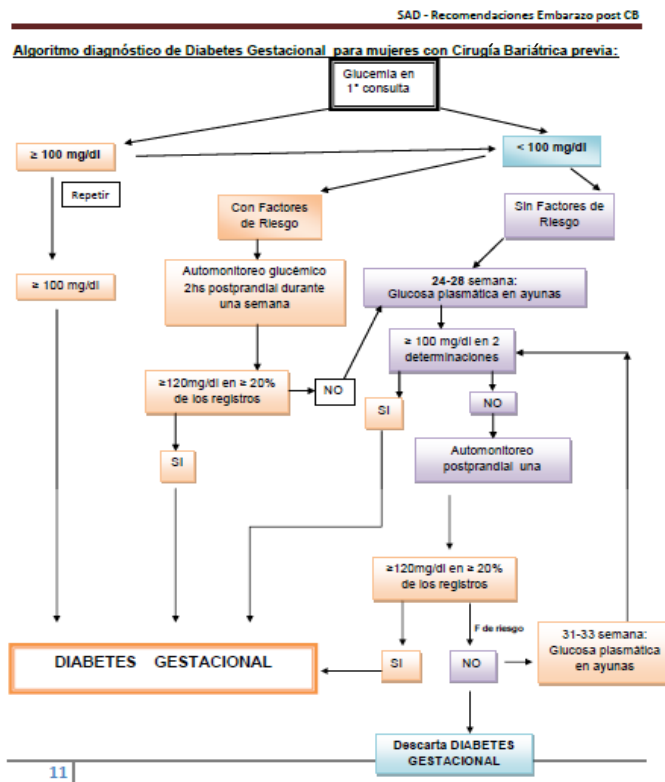 SAD - Recomendaciones Embarazo post CB
Algoritmo diagnóstico de Diabetes Gestacional para mujeres con Cirugía Bariátrica previa:
Glucemia en
1° consulta
≥ 100 mg/dl
< 100 mg/dl
Repetir
Con Factores
de Riesgo
Sin Factores de
Riesgo
≥ 100 mg/dl
Automonitoreo glucémico
2hs postprandial durante
una semana
24-28 semana:
Glucosa plasmática en ayunas
≥ 100 mg/dl en 2
determinaciones
≥120mg/dl en ≥ 20%
de los registros
NO
SI
NO
SI
Automonitoreo
postprandial una
≥120mg/dl en ≥ 20%
de los registros
F de riesgo
31-33 semana:
Glucosa plasmática
en ayunas
DIABETES GESTACIONAL
SI
NO
Descarta DIABETES
GESTACIONAL
11